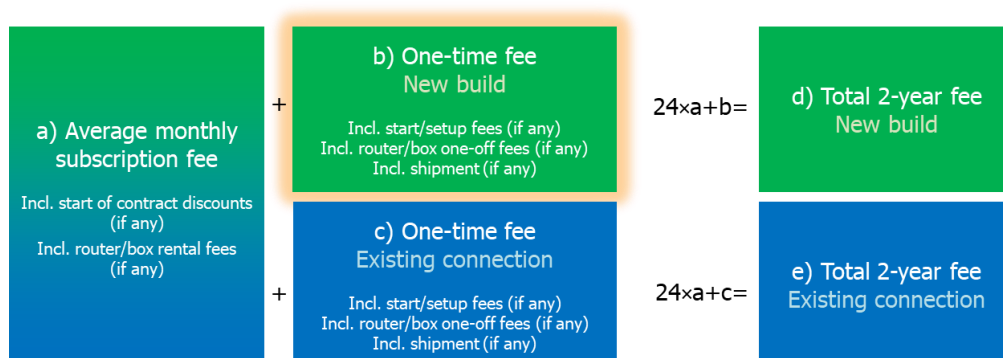 a) Average monthly
subscription fee
Incl. start of contract discounts
(if any)
Incl. router/box rental fees
(if any)
+
b) One-time fee
New build
Incl. start/setup fees (if any)
Incl. router/box one-off fees (if any)
Incl. shipment (if any)
24×a+b=
d) Total 2-year fee
New build
+
c) One-time fee
Existing connection
Incl. start/setup fees (if any)
Incl. router/box one-off fees (if any)
Incl. shipment (if any)
24×a+c=
e) Total 2-year fee
Existing connection